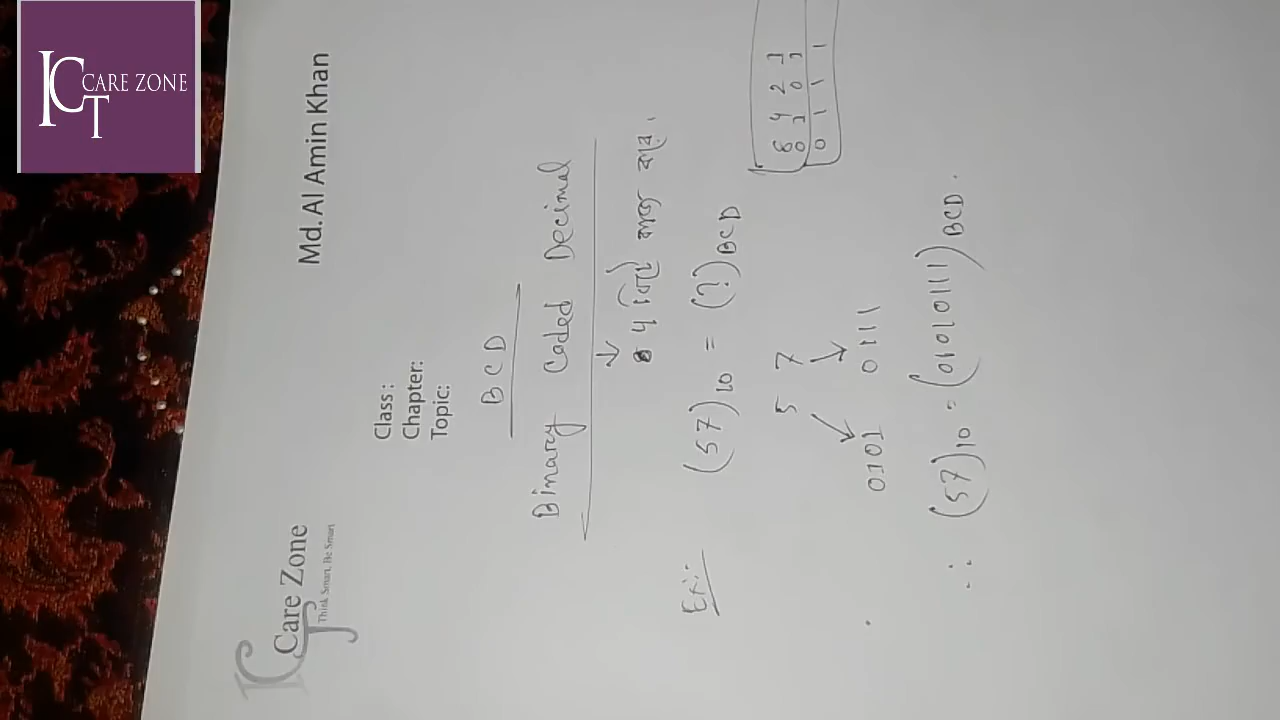 ICT CARE ZONE
ICT Care Zone
Think Smart, Be Smart
Md. Al Amin Khan
Class :
Chapter:
Topic:
BCD
Binary Coded Decimal
4 বিটে কাজ করে।
Ex:- (57)10 = (?)BCD
8 4 2 1
0 1 0 1
0 1 1 1
5 7
0101 0111
∴ (57)10 = (01010111)BCD.